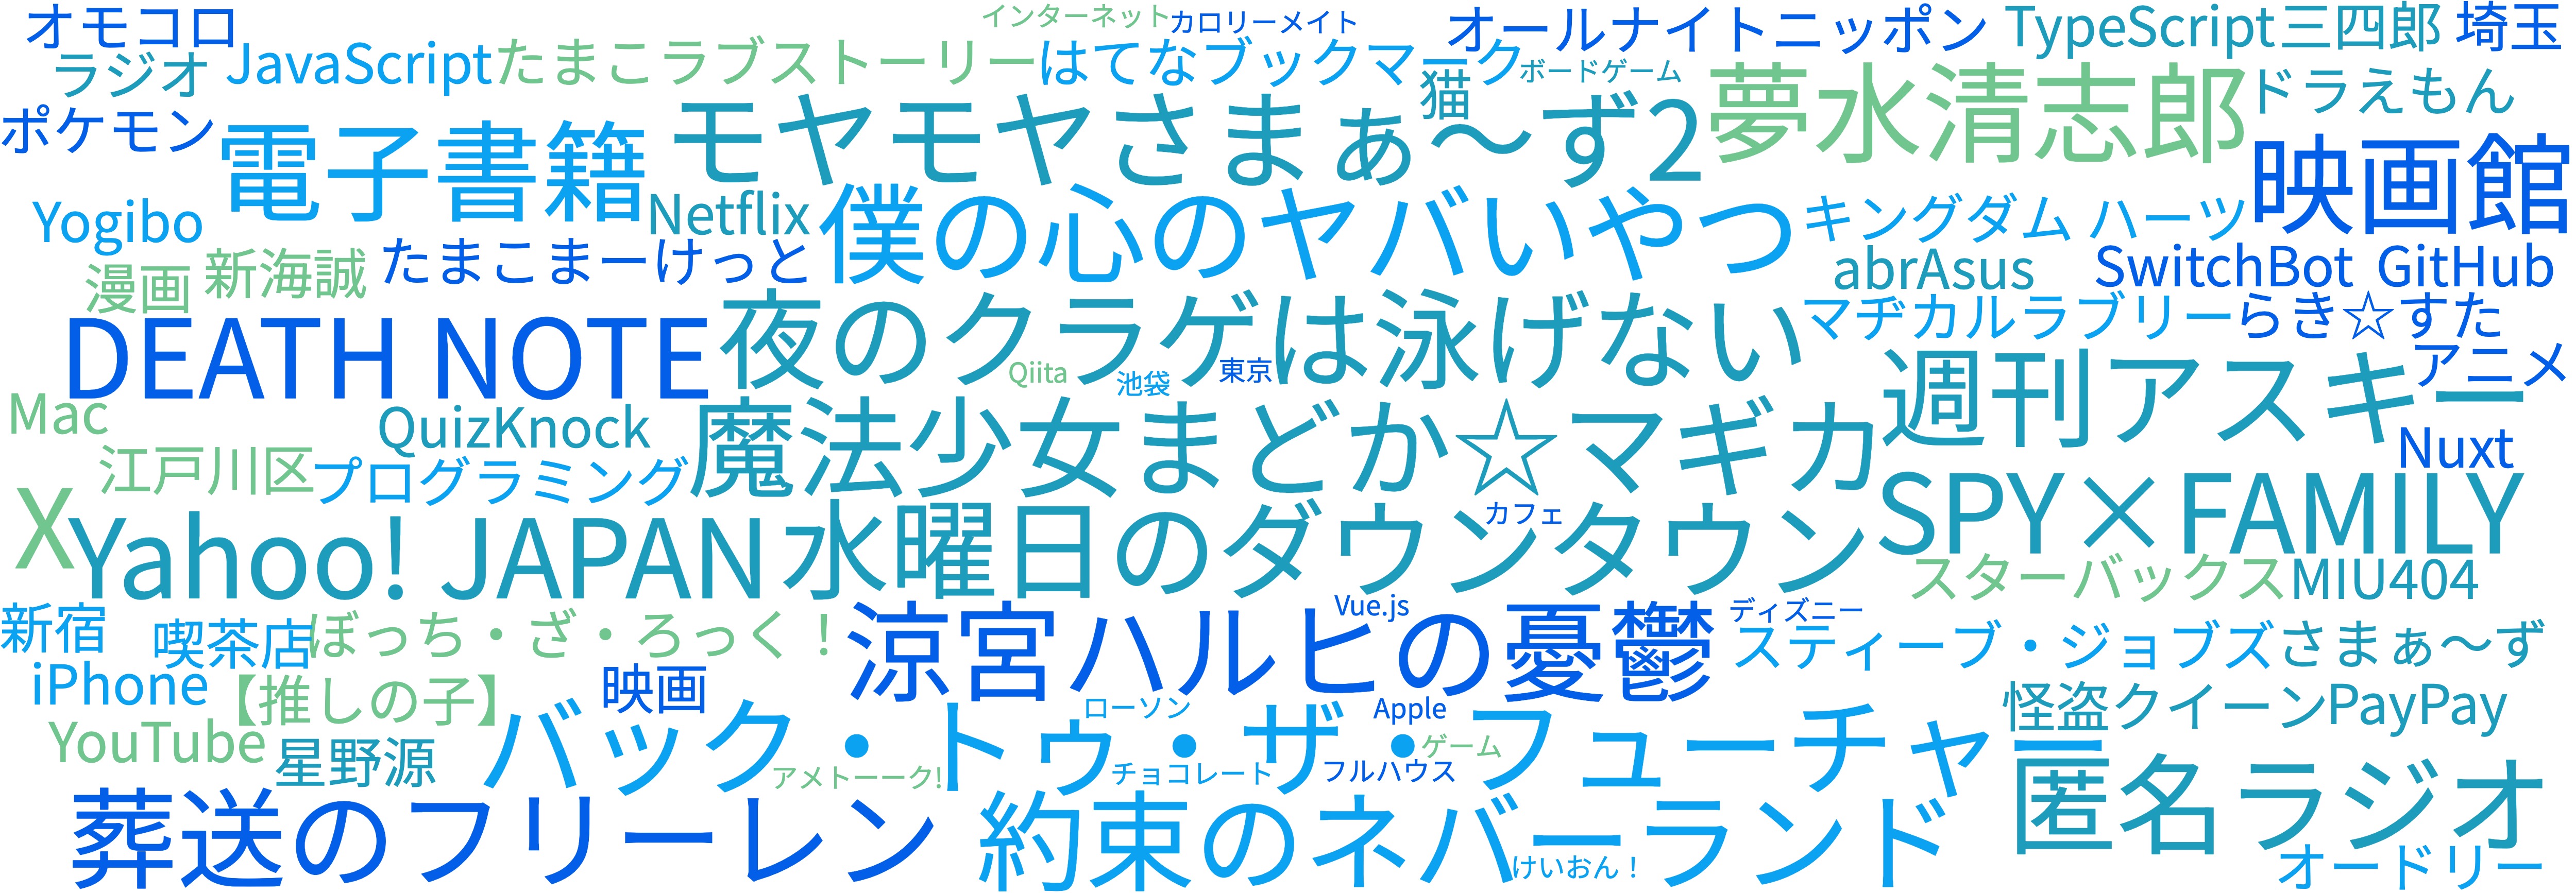 オモコロ
インターネット
カロリーメイト
オールナイトニッポン
TypeScript
三四郎
埼玉
ラジオ
JavaScript
たまこラブストーリー
はてなブックマーク
ボードゲーム
猫
ポケモン
電子書籍
モヤモヤさまぁ～ず2
夢水清志郎
ドラえもん
映画館
Yogibo
Netflix
僕の心のヤバいやつ
キングダム ハーツ
漫画
新海誠
たまこまーけっと
abrAsus
SwitchBot
GitHub
DEATH NOTE
夜のクラゲは泳げない
マヂカルラブリー
らき☆すた
Qiita
池袋
東京
週刊アスキー
アニメ
Mac
QuizKnock
魔法少女まどか☆マギカ
Nuxt
江戸川区
プログラミング
X
Yahoo! JAPAN
水曜日のダウンタウン
カフェ
SPY×FAMILY
スターバックス
MIU404
新宿
喫茶店
ぼっち・ざ・ろっく！
涼宮ハルヒの憂鬱
Vue.js
ディズニー
スティーブ・ジョブズ
さまぁ～ず
iPhone
【推しの子】
映画
バック・トゥ・ザ・フューチャー
ローソン
Apple
怪盗クイーン
PayPay
YouTube
星野源
アメトーーク!
チョコレート
フルハウス
ゲーム
匿名ラジオ
葬送のフリーレン
約束のネバーランド
けいおん！
オードリー